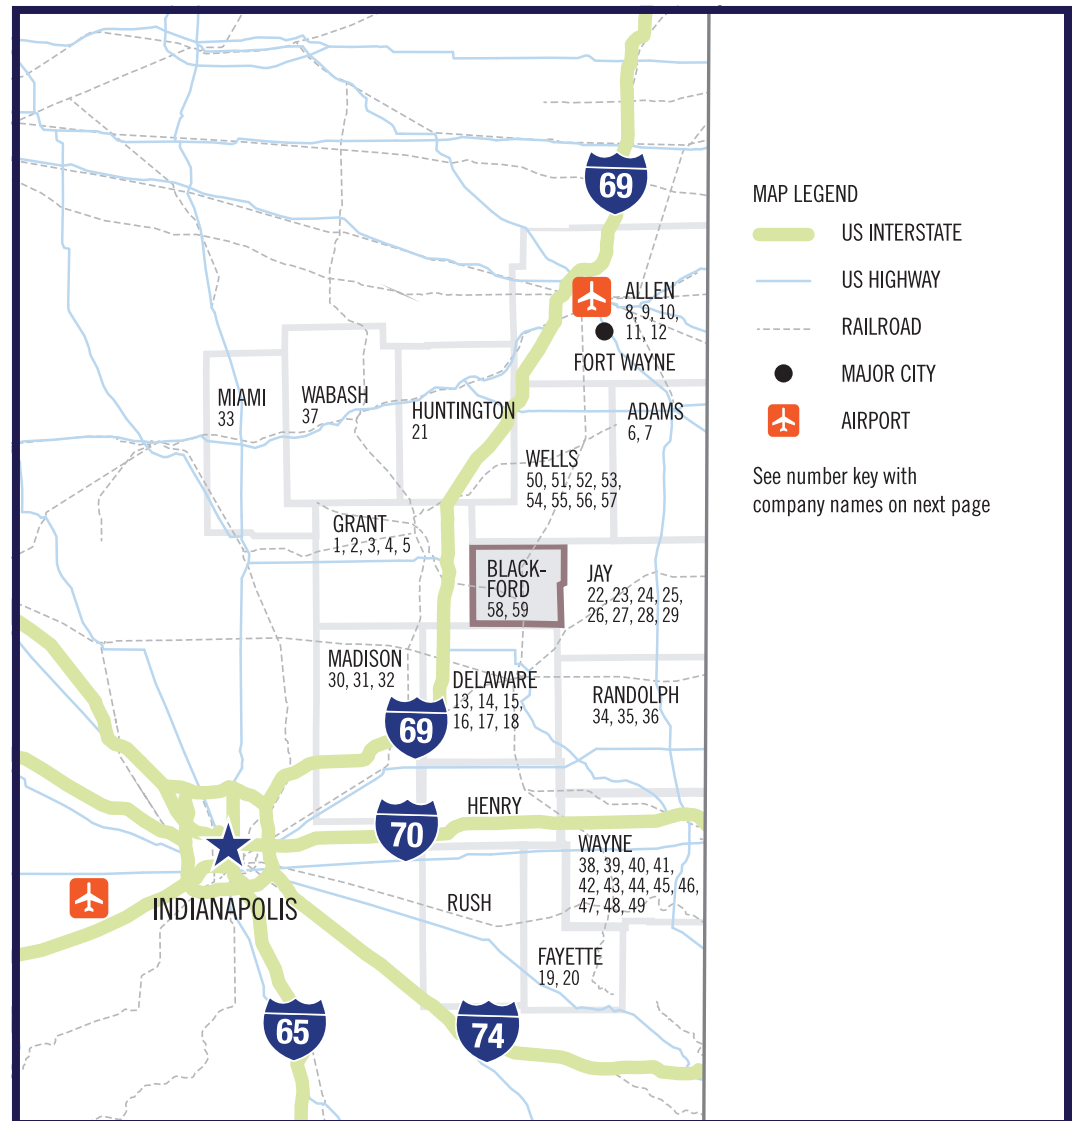 69
MAP LEGEND
US INTERSTATE
US HIGHWAY
RAILROAD
MAJOR CITY
AIRPORT
See number key with
company names on next page
ALLEN
8, 9, 10,
11, 12
FORT WAYNE
MIAMI
33
WABASH
37
HUNTINGTON
21
ADAMS
6, 7
WELLS
50, 51, 52, 53,
54, 55, 56, 57
GRANT
1, 2, 3, 4, 5
BLACK-
FORD
58, 59
JAY
22, 23, 24, 25,
26, 27, 28, 29
MADISON
30, 31, 32
DELAWARE
13, 14, 15,
16, 17, 18
RANDOLPH
34, 35, 36
69
HENRY
70
WAYNE
38, 39, 40, 41,
42, 43, 44, 45, 46,
47, 48, 49
RUSH
INDIANAPOLIS
FAYETTE
19, 20
65
74